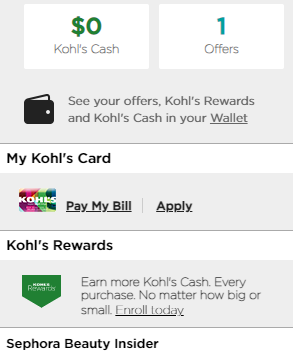 $0
Kohl's Cash
1
Offers
See your offers, Kohl's Rewards
and Kohl's Cash in your Wallet
My Kohl's Card
KOHL'S
Pay My Bill
Apply
Kohl's Rewards
KOHL'S
Rewards
Earn more Kohl's Cash. Every
purchase. No matter how big or
small. Enroll today
Sephora Beauty Insider